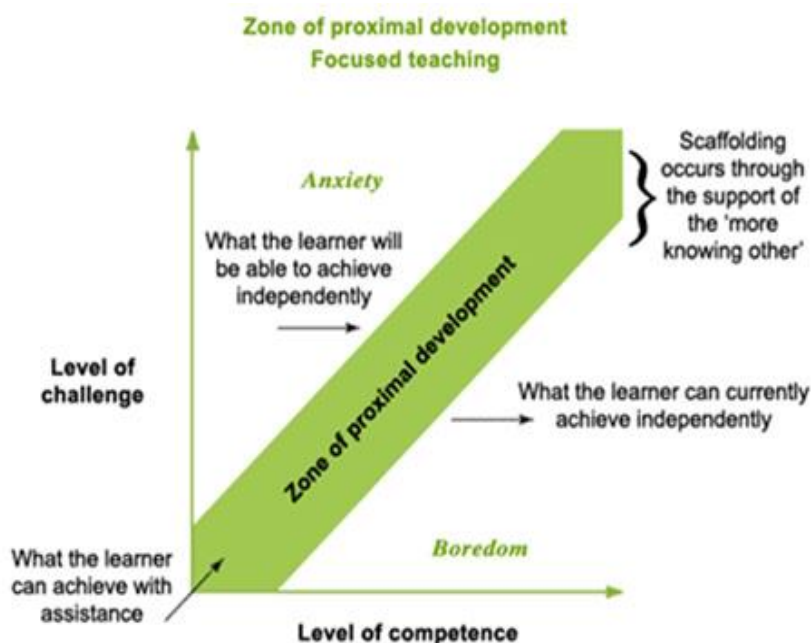 Zone of proximal development
Focused teaching
Anxiety
What the learner will
be able to achieve
independently
Scaffolding
occurs through
the support of
the ‘more
knowing other’
Level of
challenge
Zone of proximal development
What the learner can currently
achieve independently
What the learner
can achieve with
assistance
Boredom
Level of competence